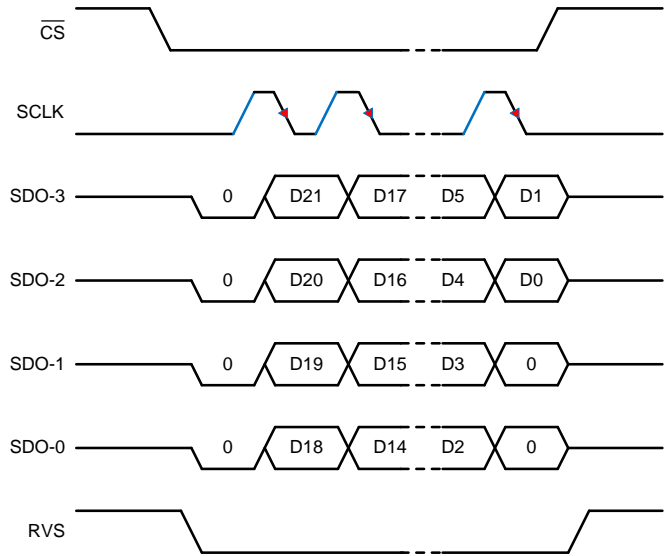 CS
SCLK
SDO-3 0 D21 D17 D5 D1
SDO-2 0 D20 D16 D4 D0
SDO-1 0 D19 D15 D3 0
SDO-0 0 D18 D14 D2 0
RVS